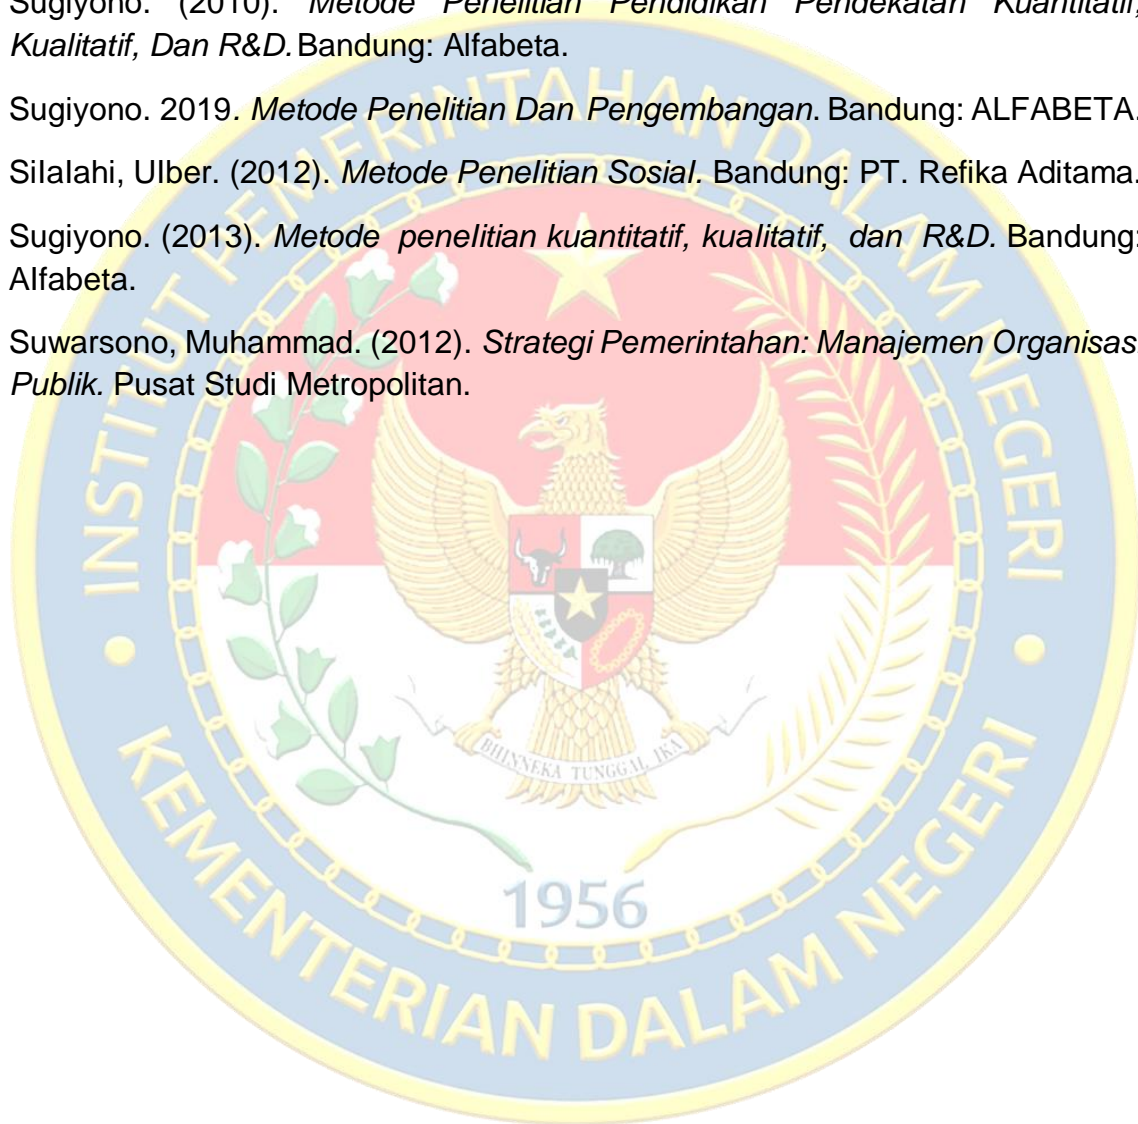 Sugiyono. (2010). Metode Penelitian Pendidikan Pendekatan Kuantitatif,
Kualitatif, Dan R&D. Bandung: Alfabeta.
Sugiyono. 2019. Metode Penelitian Dan Pengembangan. Bandung: ALFABETA.
Silalahi, Ulber. (2012). Metode Penelitian Sosial. Bandung: PT. Refika Aditama.
Sugiyono. (2013). Metode penelitian kuantitatif, kualitatif, dan R&D. Bandung:
Alfabeta.
Suwarsono, Muhammad. (2012). Strategi Pemerintahan: Manajemen Organisas
Publik. Pusat Studi Metropolitan.
INSTITUT PEMERINTAHAN DALAM NEGERI
BHINNEKA TUNGGAL IKA
1956
KEMENTERIAN DALAM NEGERI